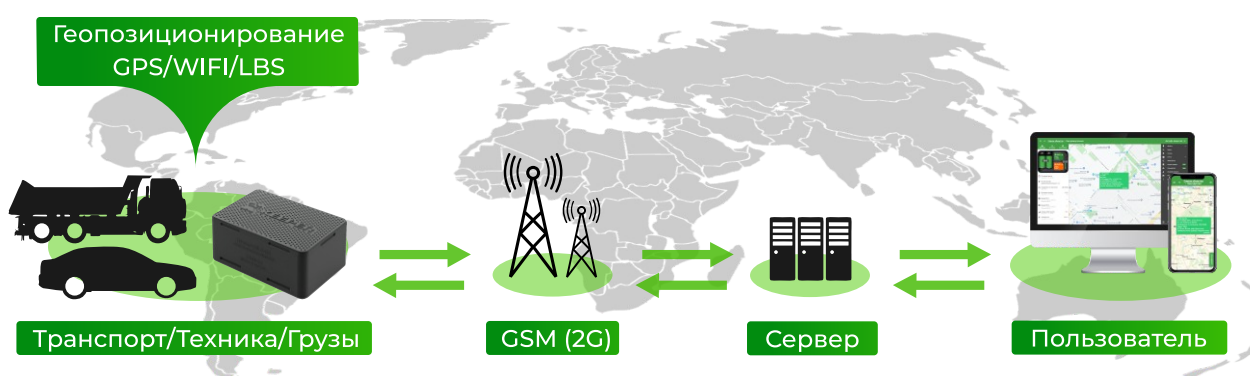 Геопозиционирование
GPS/WIFI/LBS
Транспорт/Техника/Грузы
GSM (2G)
Сервер
Пользователь